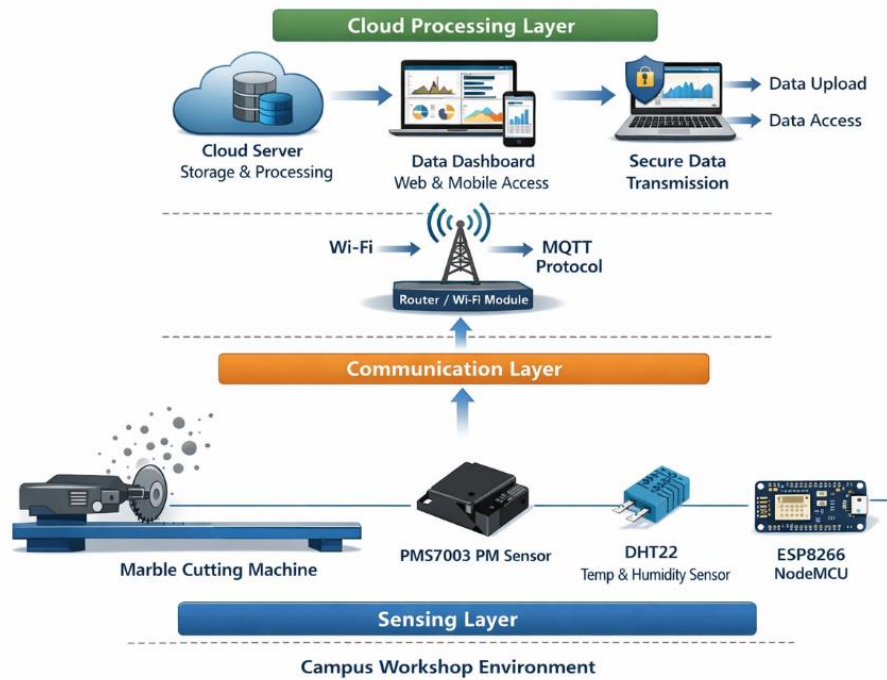 Cloud Processing Layer
Cloud Server
Storage & Processing
Data Dashboard
Web & Mobile Access
Secure Data
Transmission
Data Upload
Data Access
Wi-Fi
MQTT
Protocol
Router / Wi-Fi Module
Communication Layer
Marble Cutting Machine
PMS7003 PM Sensor
DHT22
Temp & Humidity Sensor
ESP8266
NodeMCU
Sensing Layer
Campus Workshop Environment